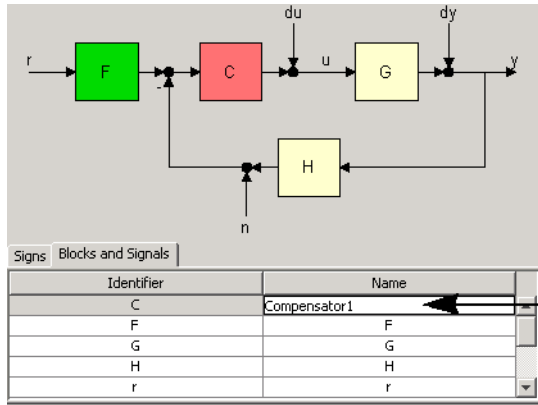 du dy
r F C u G y
-
H
n
Signs Blocks and Signals
Identifier Name
C Compensator1
F F
G G
H H
r r